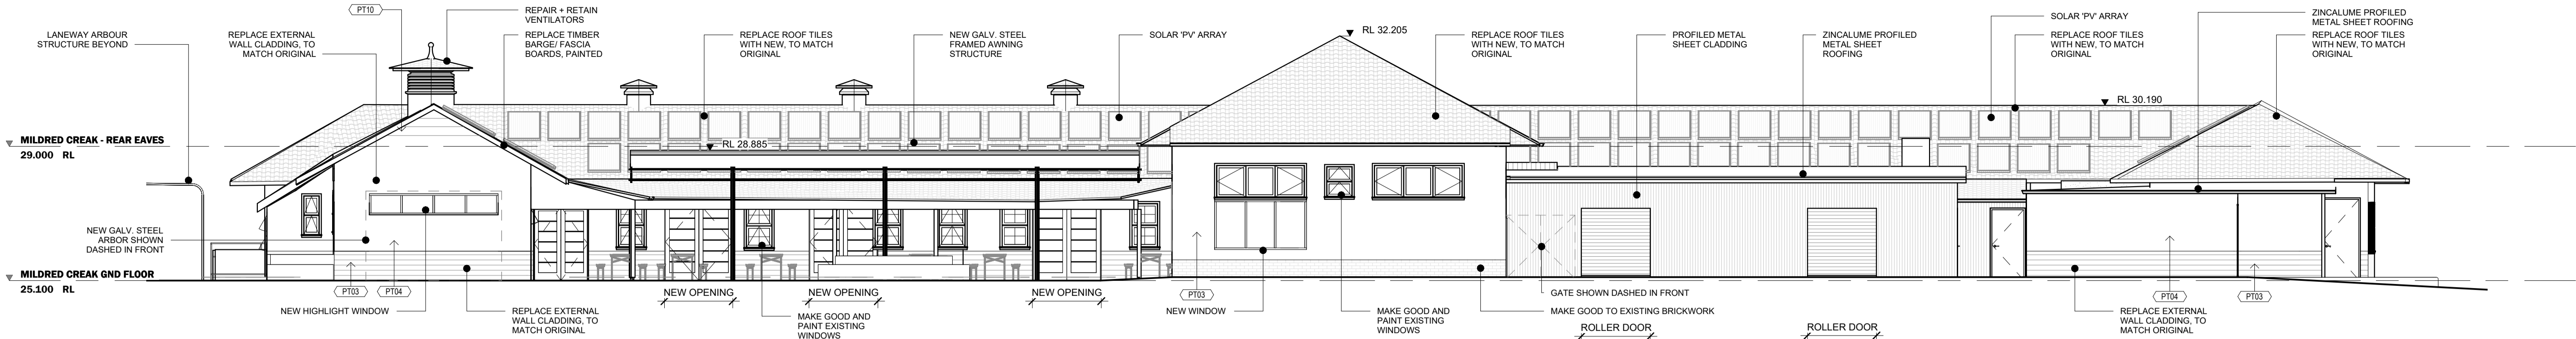 PT10
REPAIR + RETAIN
VENTILATORS
LANEWAY ARBOUR
STRUCTURE BEYOND
REPLACE EXTERNAL
WALL CLADDING, TO
MATCH ORIGINAL
REPLACE TIMBER
BARGE/ FASCIA
BOARDS, PAINTED
REPLACE ROOF TILES
WITH NEW, TO MATCH
ORIGINAL
NEW GALV. STEEL
FRAMED AWNING
STRUCTURE
SOLAR 'PV' ARRAY
RL 32.205
REPLACE ROOF TILES
WITH NEW, TO MATCH
ORIGINAL
PROFILED METAL
SHEET CLADDING
ZINCALUME PROFILED
METAL SHEET
ROOFING
SOLAR 'PV' ARRAY
REPLACE ROOF TILES
WITH NEW, TO MATCH
ORIGINAL
ZINCALUME PROFILED
METAL SHEET ROOFING
REPLACE ROOF TILES
WITH NEW, TO MATCH
ORIGINAL
RL 30.190
MILDRED CREAK - REAR EAVES
29.000 RL
RL 28.885
NEW GALV. STEEL
ARBOR SHOWN
DASHED IN FRONT
MILDRED CREAK GND FLOOR
25.100 RL
PT03
PT04
NEW OPENING
NEW OPENING
NEW OPENING
PT03
GATE SHOWN DASHED IN FRONT
PT04
PT03
NEW HIGHLIGHT WINDOW
REPLACE EXTERNAL
WALL CLADDING, TO
MATCH ORIGINAL
MAKE GOOD AND
PAINT EXISTING
WINDOWS
NEW WINDOW
MAKE GOOD AND
PAINT EXISTING
WINDOWS
MAKE GOOD TO EXISTING BRICKWORK
ROLLER DOOR
ROLLER DOOR
REPLACE EXTERNAL
WALL CLADDING, TO
MATCH ORIGINAL